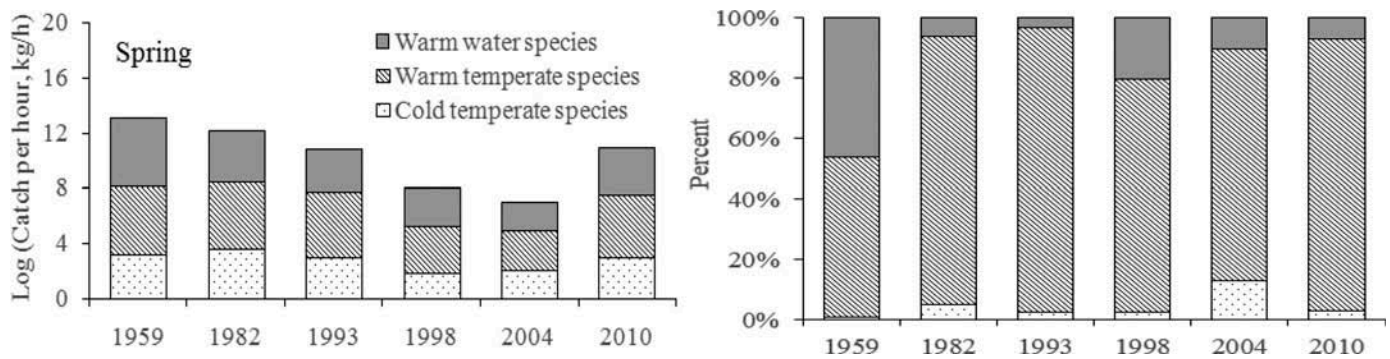 Log (Catch per hour, kg/h)
20
16
12
8
4
0
Spring
Warm water species
Warm temperate species
Cold temperate species
1959 1982 1993 1998 2004 2010
Percent
100%
80%
60%
40%
20%
0%
1959 1982 1993 1998 2004 2010